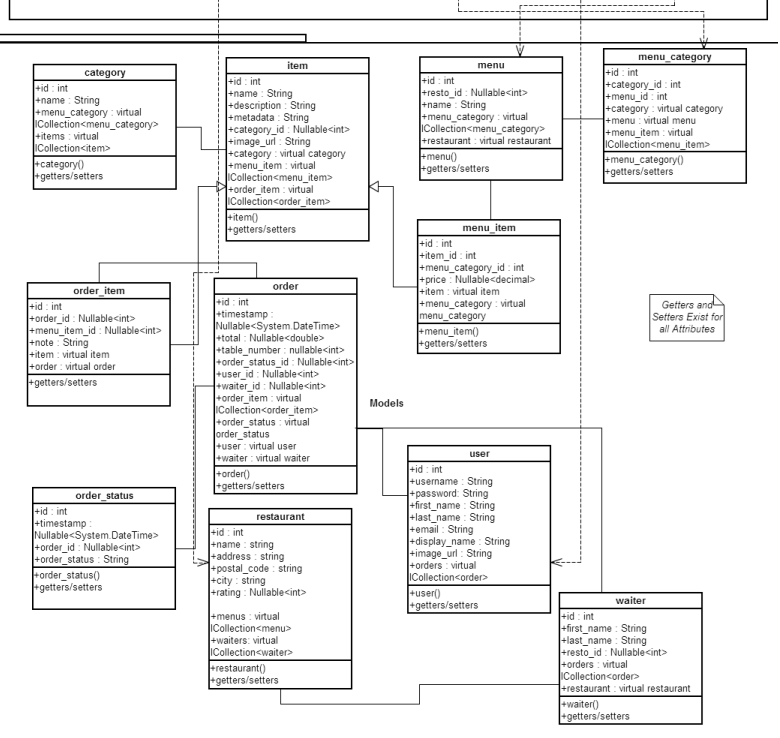 category
+id : int
+name : String
+menu_category : virtual
ICollection<menu_category>
+items : virtual
ICollection<item>
+category()
+getters/setters
item
+id : int
+name : String
+description : String
+metadata : String
+category_id : Nullable<int>
+image_url : String
+category : virtual category
+menu_item : virtual
ICollection<menu_item>
+order_item : virtual
ICollection<order_item>
+item()
+getters/setters
menu
+id : int
+resto_id : Nullable<int>
+name : String
+menu_category : virtual
ICollection<menu_category>
+restaurant : virtual restaurant
+menu()
+getters/setters
menu_category
+id : int
+category_id : int
+menu_id : int
+category : virtual category
+menu : virtual menu
+menu_item : virtual
ICollection<menu_item>
+menu_category()
+getters/setters
menu_item
+id : int
+item_id : int
+menu_category_id : int
+price : Nullable<decimal>
+item : virtual item
+menu_category : virtual
menu_category
+menu_item()
+getters/setters
order_item
+id : int
+order_id : Nullable<int>
+menu_item_id : Nullable<int>
+note : String
+item : virtual item
+order : virtual order
+getters/setters
order
+id : int
+timestamp :
Nullable<System.DateTime>
+total : Nullable<double>
+table_number : nullable<int>
+order_status_id : Nullable<int>
+user_id : Nullable<int>
+waiter_id : Nullable<int>
+order_item : virtual
ICollection<order_item>
+order_status : virtual
order_status
+user : virtual user
+waiter : virtual waiter
+order()
+getters/setters
Getters and
Setters Exist for
all Attributes
Models
user
+id : int
+username : String
+password: String
+first_name : String
+last_name : String
+email : String
+display_name : String
+image_url : String
+orders : virtual
ICollection<order>
+user()
+getters/setters
order_status
+id : int
+timestamp :
Nullable<System.DateTime>
+order_id : Nullable<int>
+order_status : String
+order_status()
+getters/setters
restaurant
+id : int
+name : string
+address : string
+postal_code : string
+city : string
+rating : Nullable<int>
+menus : virtual
ICollection<menu>
+waiters: virtual
ICollection<waiter>
+restaurant()
+getters/setters
waiter
+id : int
+first_name : String
+last_name : String
+resto_id : Nullable<int>
+orders : virtual
ICollection<order>
+restaurant : virtual restaurant
+waiter()
+getters/setters